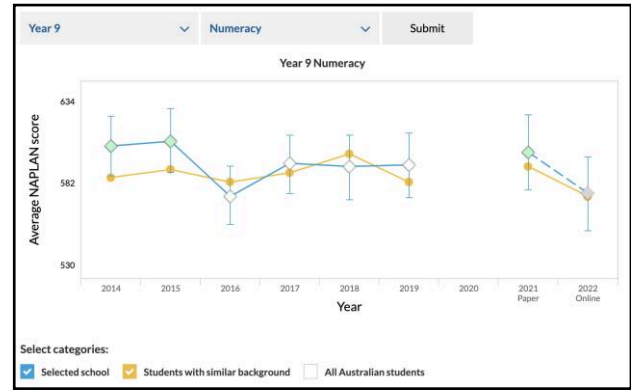 Year 9 Numeracy Submit
Year 9 Numeracy
Average NAPLAN score
634
582
530
2014 2015 2016 2017 2018 2019 2020 2021 2022
Paper Online
Year
Select categories:
Selected school Students with similar background All Australian students